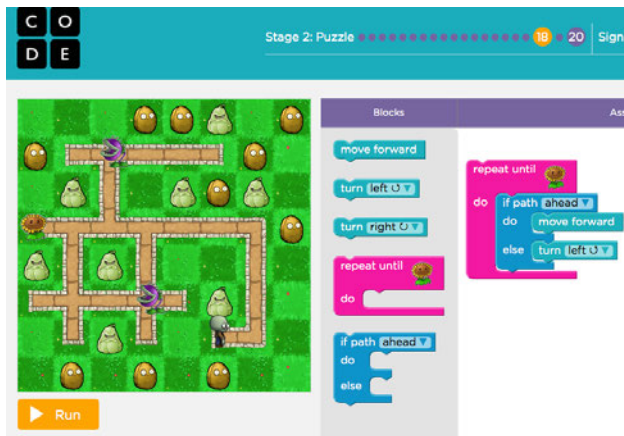 C O
D E
Stage 2: Puzzle 18 20 Sign
Blocks Ass
move forward
turn left ↺ ▼
turn right ↻ ▼
repeat until
do
if path ahead ▼
do
else
repeat until
do if path ahead ▼
do move forward
else turn left ↺ ▼
Run